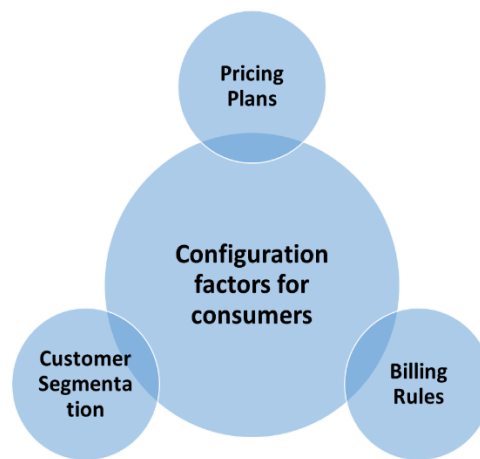 Pricing
Plans
Configuration
factors for
consumers
Customer
Segmenta
tion
Billing
Rules